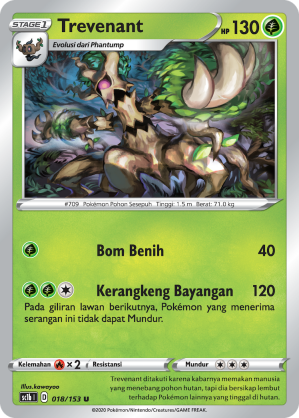 STAGE 1
Trevenant
HP 130
Evolusi dari Phantump
#709 Pokémon Pohon Sesepuh Tinggi: 1.5 m Berat: 71.0 kg
Bom Benih 40
Kerangkeng Bayangan 120
Pada giliran lawan berikutnya, Pokémon yang menerima
serangan ini tidak dapat Mundur.
Kelemahan ×2 Resistansi Mundur
Illus.kawayoo
sc1b I D 018/153 U
Trevenant ditakuti karena kabarnya memakan manusia
yang menebang pohon hutan, tapi dia bersahabat terhadap
Pokémon lainnya yang tinggal di hutan.
©2020 Pokémon/Nintendo/Creatures/GAME FREAK.